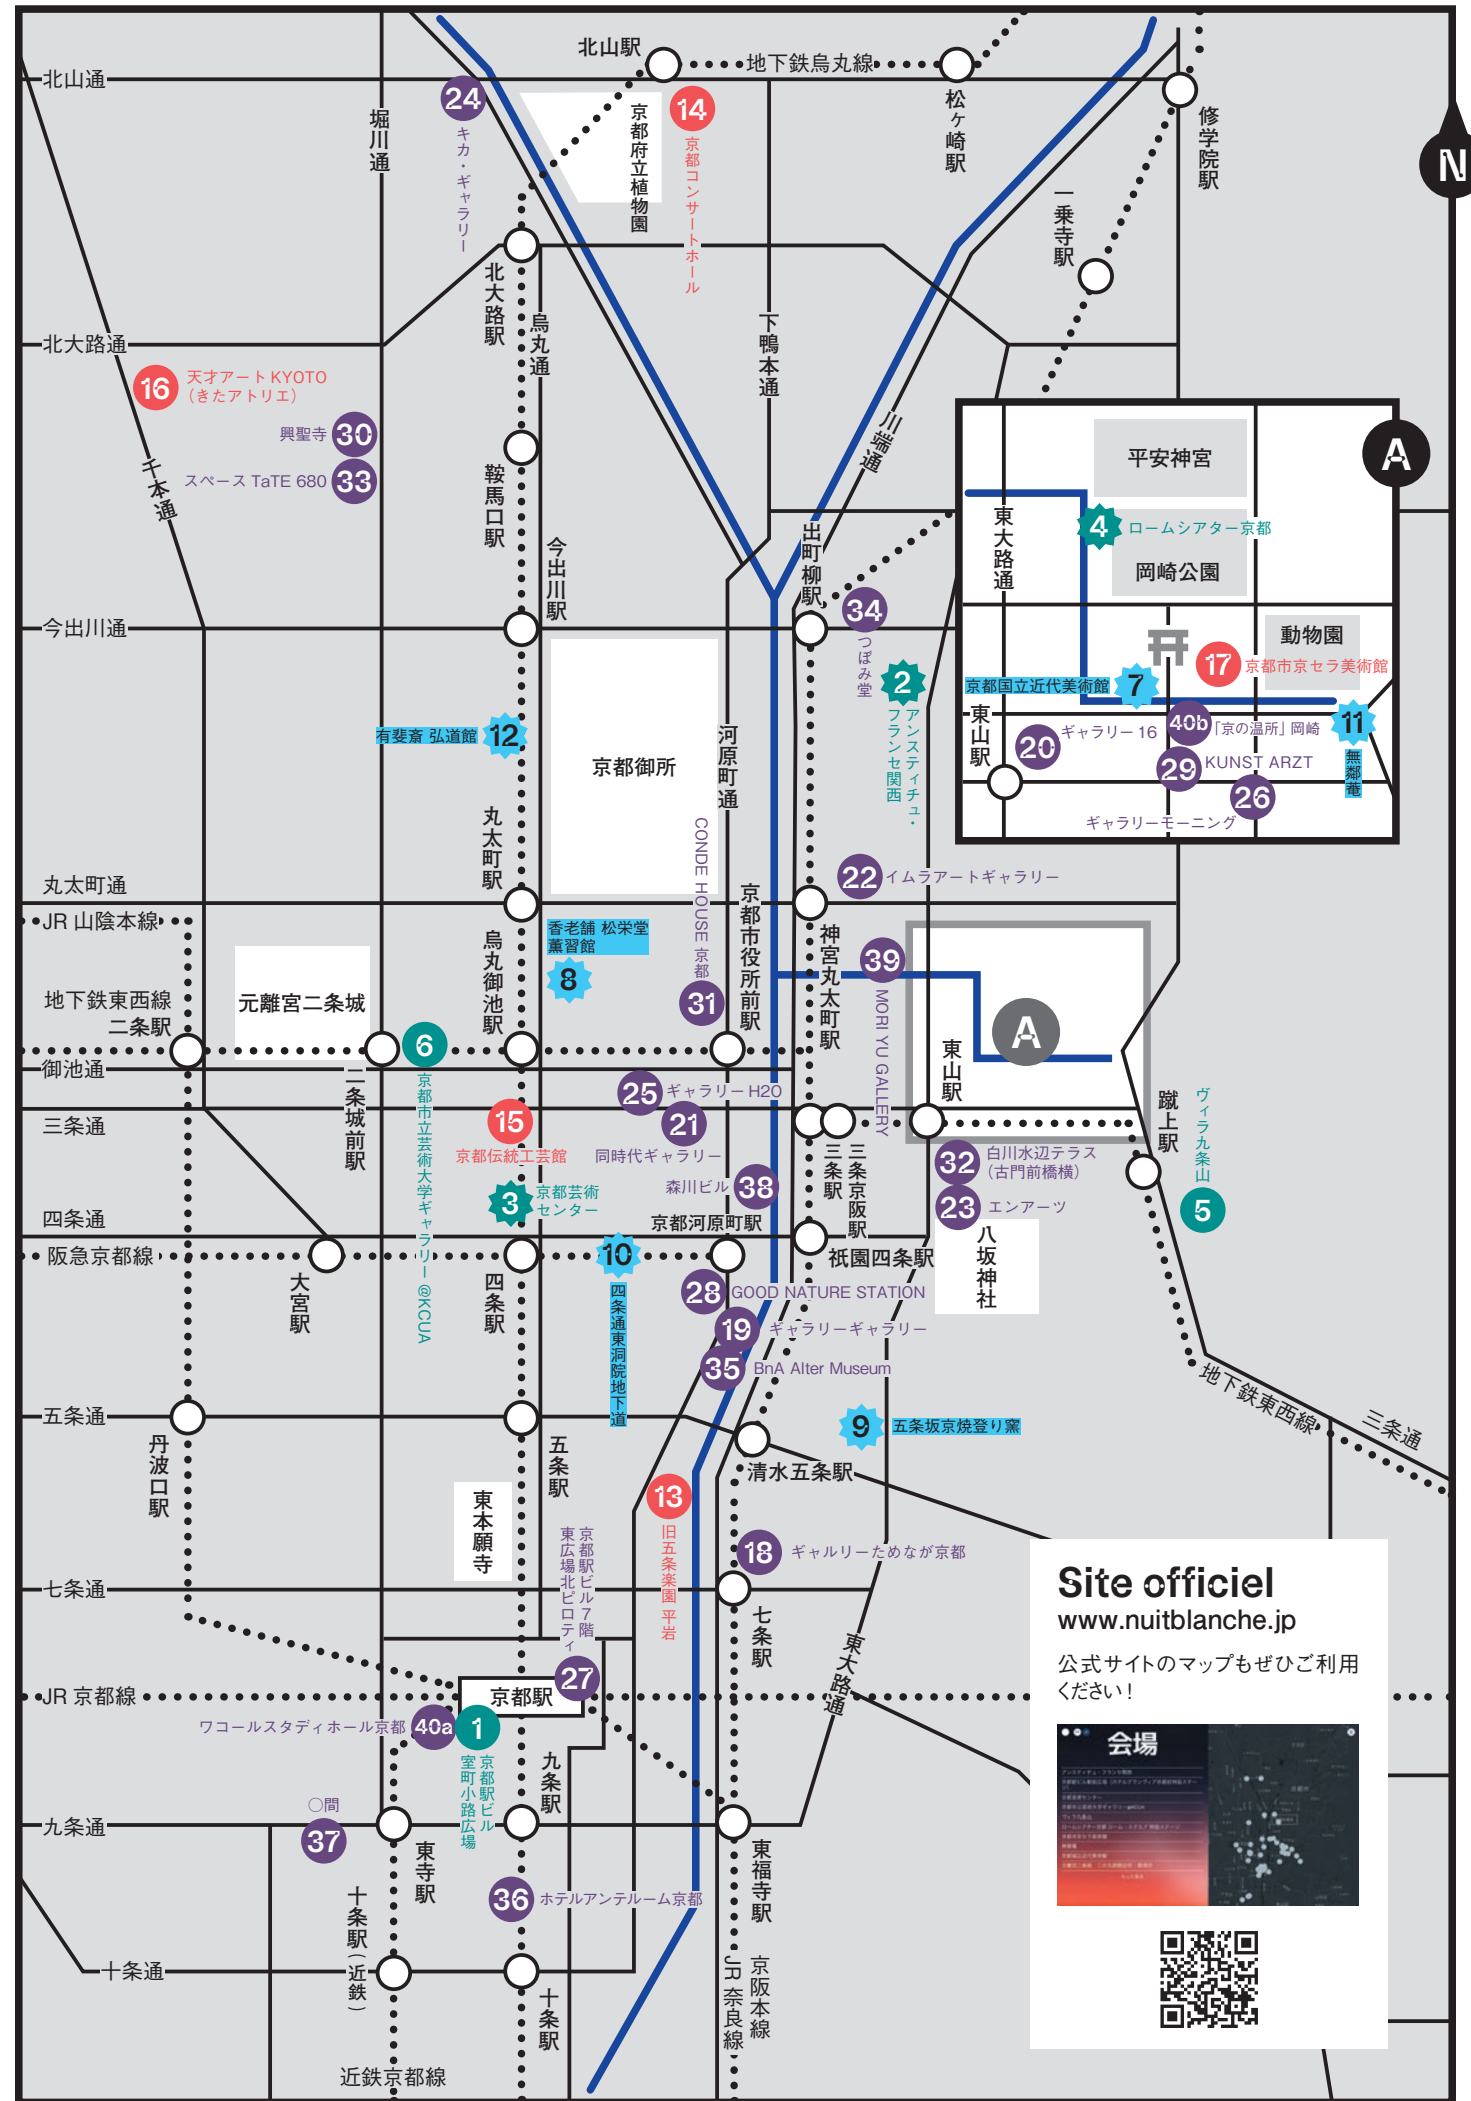 北山駅
地下鉄烏丸線
北山通
堀川通
24
キカ・ギャラリー
京都府立植物園
14
京都コンサートホール
松ヶ崎駅
修学院駅
一乗寺駅
N
北大路駅
烏丸通
北大路通
下鴨本通
川端通
16
天才アート KYOTO
（きたアトリエ）
興聖寺
30
スペース TaTE 680
33
千本通
鞍馬口駅
今出川駅
出町柳駅
今出川通
34
つぼみ堂
2
アンスティチュ・
フランセ関西
A
平安神宮
東大路通
4
ロームシアター京都
岡崎公園
動物園
17
京都市京セラ美術館
京都国立近代美術館
7
東山駅
20
ギャラリー 16
40b
「京の温所」岡崎
11
無鄰菴
29
KUNST ARZT
26
ギャラリーモーニング
有斐斎 弘道館
12
京都御所
河原町通
丸太町駅
CONDE HOUSE 京都
31
22
イムラアートギャラリー
丸太町通
JR 山陰本線
香老舗 松栄堂
薫習館
8
烏丸御池駅
京都市役所前駅
神宮丸太町駅
39
MORI YU GALLERY
A
元離宮二条城
地下鉄東西線
二条駅
6
京都市立芸術大学ギャラリー @KCUA
二条城前駅
御池通
25
ギャラリー H2O
21
同時代ギャラリー
15
京都伝統工芸館
三条通
東山駅
蹴上駅
ヴィラ九条山
5
三条駅
三条京阪駅
32
白川水辺テラス
（古門前橋横）
23
エンアーツ
八坂神社
3
京都芸術
センター
森川ビル
38
四条通
京都河原町駅
祇園四条駅
阪急京都線
大宮駅
四条駅
10
四条通東洞院地下道
28
GOOD NATURE STATION
19
ギャラリーギャラリー
35
BnA Alter Museum
9
五条坂京焼登り窯
地下鉄東西線
三条通
五条通
丹波口駅
五条駅
清水五条駅
東本願寺
13
旧五条楽園 平岩
京都駅ビル 7 階
東広場北ピロティ
27
18
ギャルリーためなが京都
七条通
七条駅
東大路通
JR 京都線
京都駅
ワコールスタディホール京都
40a
1
京都駅ビル
室町小路広場
九条駅
〇間
37
九条通
東寺駅
東福寺駅
36
ホテルアンテルーム京都
十条駅（近鉄）
十条通
十条駅
JR 奈良線
京阪本線
近鉄京都線
Site officiel
www.nuitblanche.jp
公式サイトのマップもぜひご利用
ください！
会場